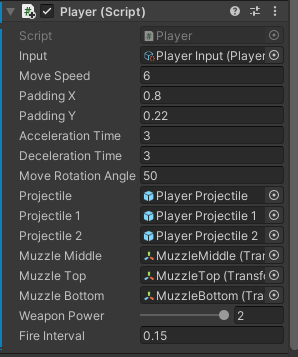 Player (Script)
Script Player
Input Player Input (Player
Move Speed 6
Padding X 0.8
Padding Y 0.22
Acceleration Time 3
Deceleration Time 3
Move Rotation Angle 50
Projectile Player Projectile
Projectile 1 Player Projectile 1
Projectile 2 Player Projectile 2
Muzzle Middle MuzzleMiddle (Tran
Muzzle Top MuzzleTop (Transfo
Muzzle Bottom MuzzleBottom (Tra
Weapon Power 2
Fire Interval 0.15